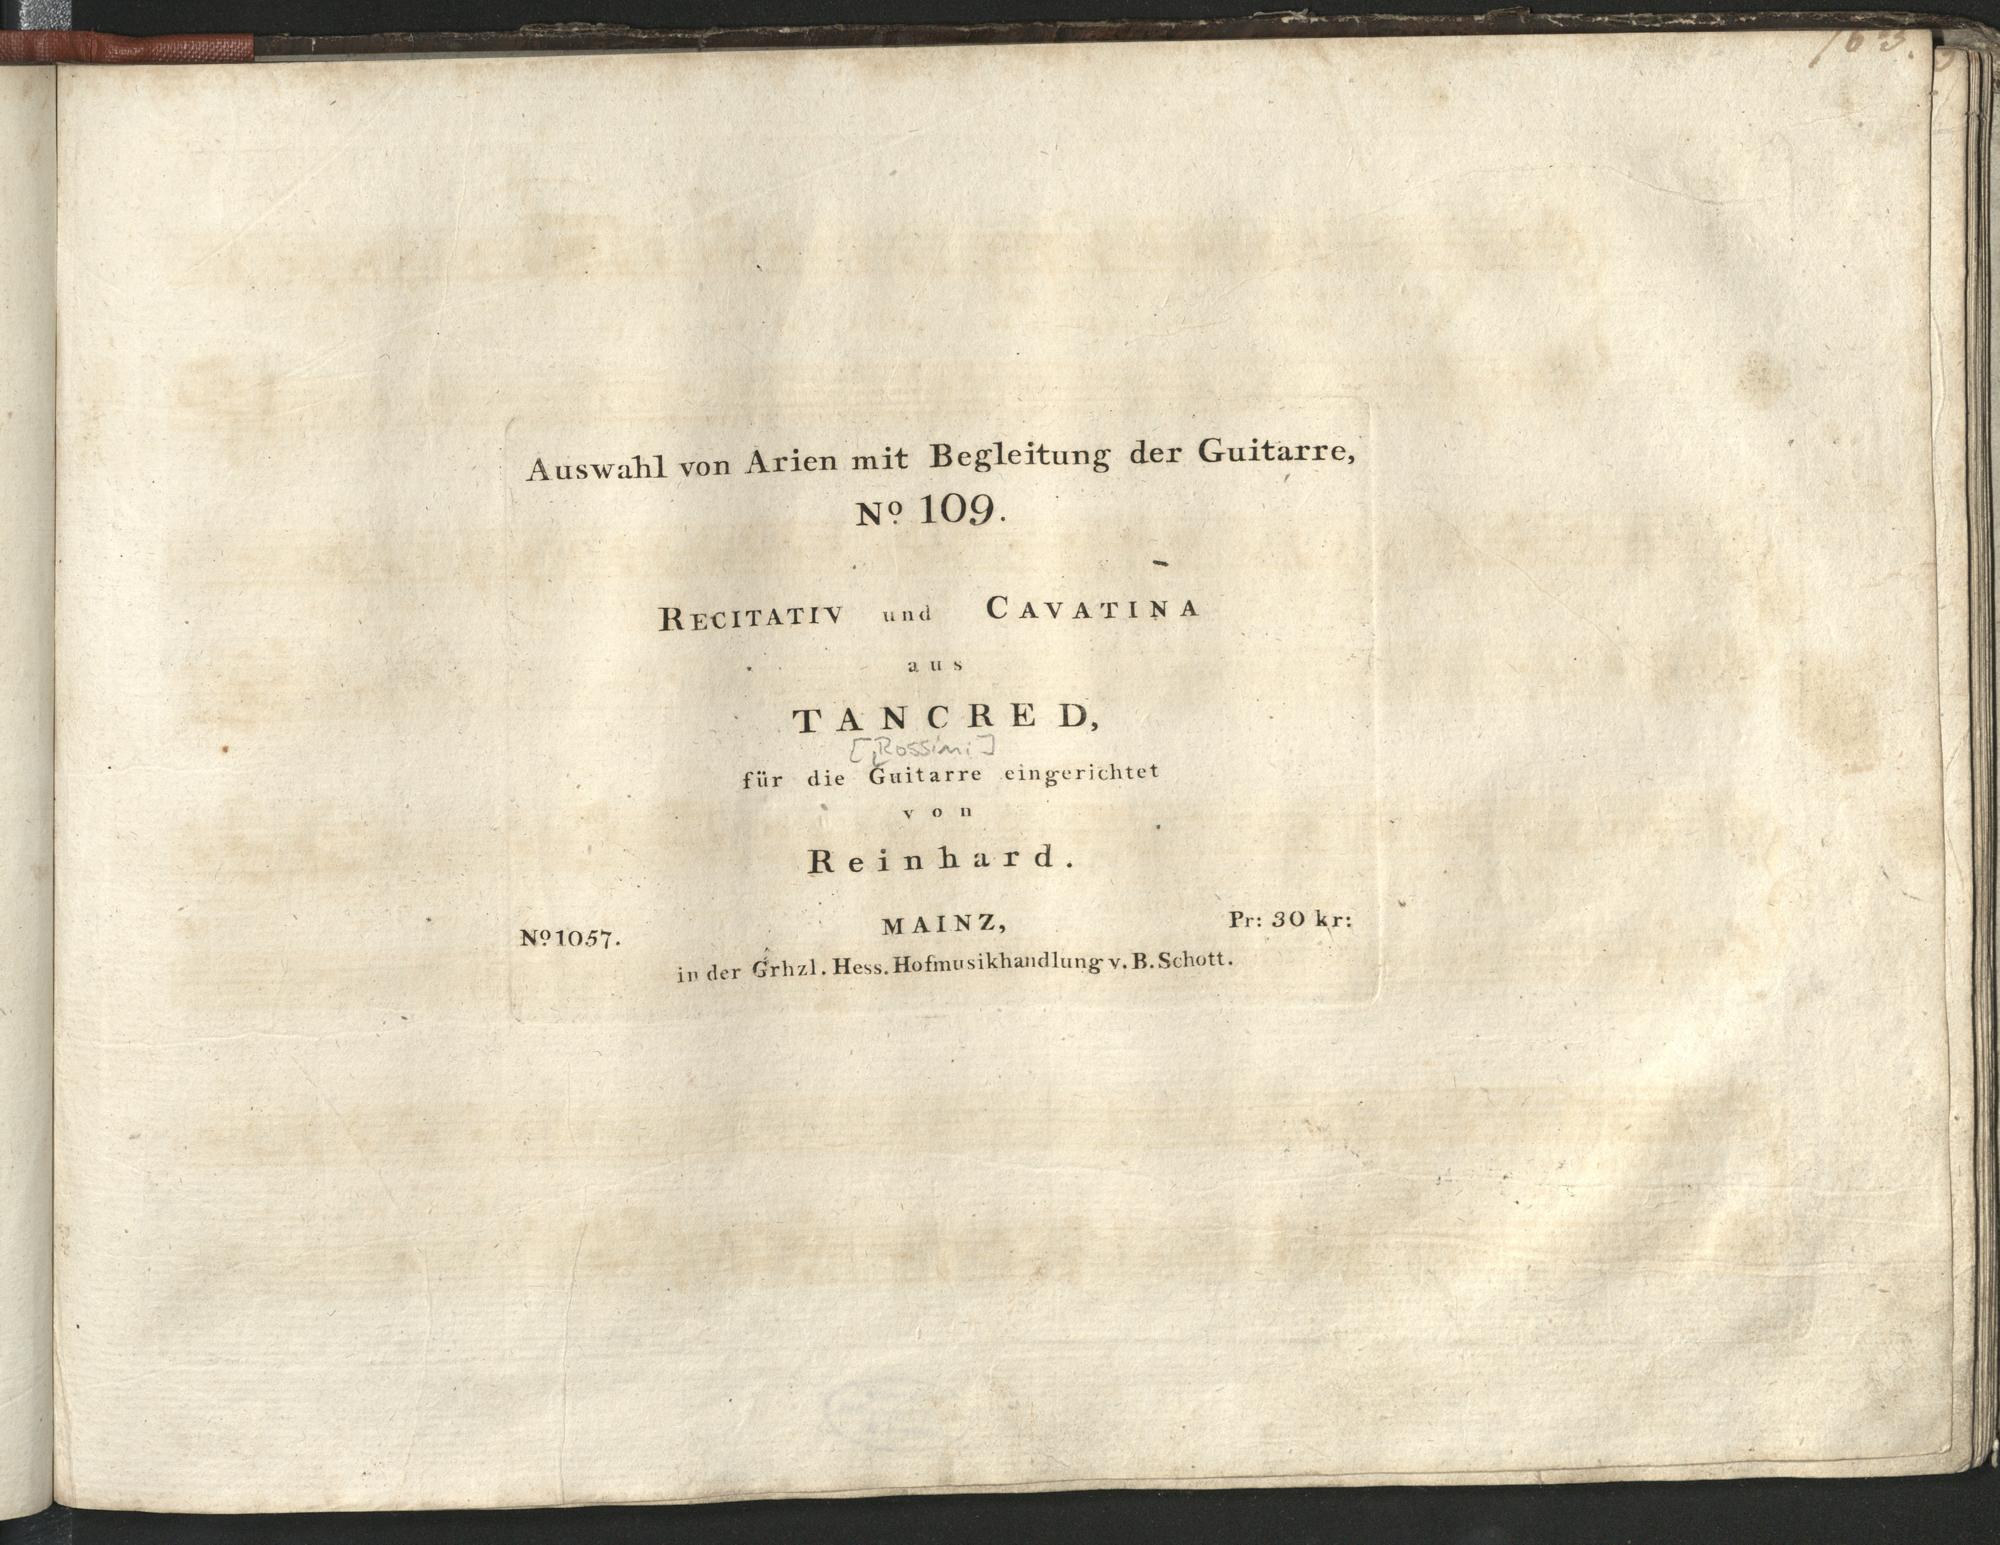 163.
Auswahl von Arien mit Begleitung der Guitarre,
Nº 109.
RECITATIV und CAVATINA
aus
TANCRED,
[Rossini]
für die Guitarre eingerichtet
von
Reinhard.
Nº 1057. MAINZ, Pr: 30 kr:
in der Grhzl. Hess. Hofmusikhandlung v. B. Schott.